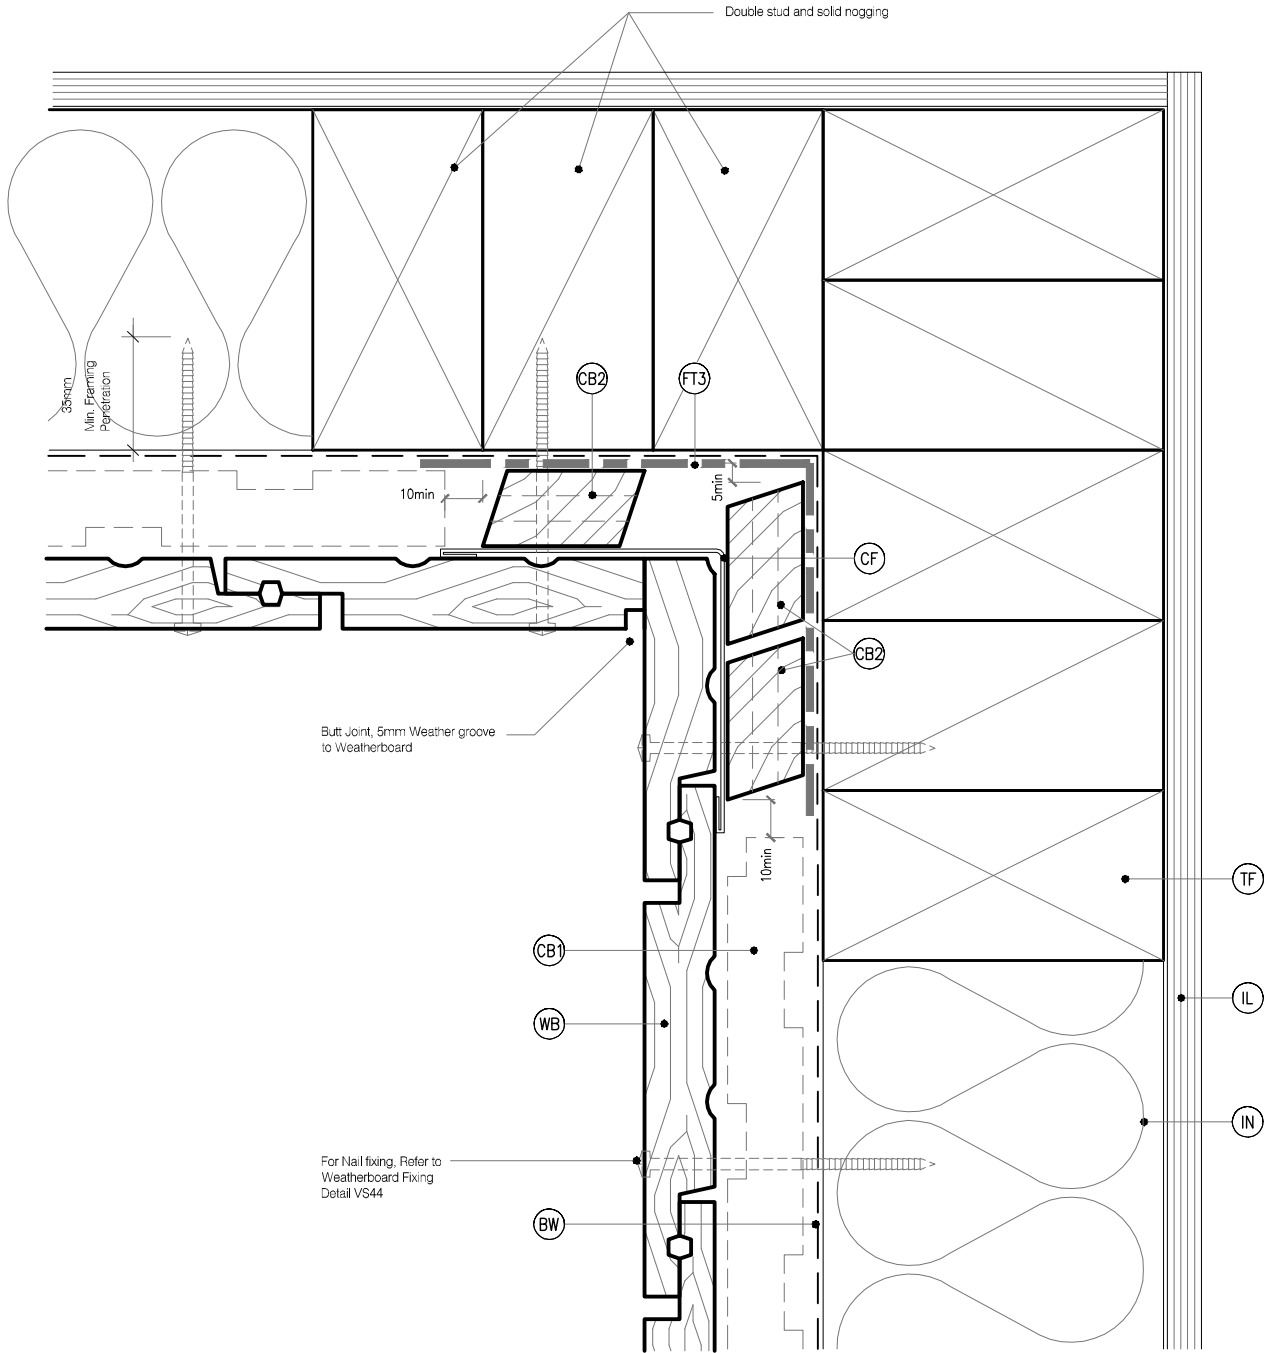 Double stud and solid nogging
35mm
Min. Framing
Penetration
CB2
FT3
10min
5min
CF
CB2
Butt Joint, 5mm Weather groove
to Weatherboard
10min
TF
CB1
IL
WB
IN
For Nail fixing, Refer to
Weatherboard Fixing
Detail VS44
BW